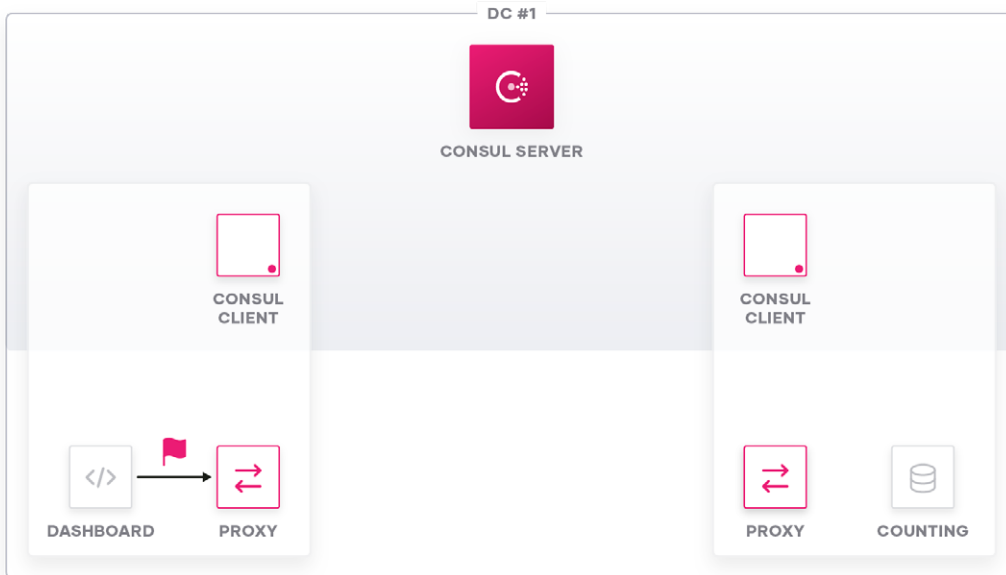 DC #1
CONSUL SERVER
CONSUL
CLIENT
CONSUL
CLIENT
</>
DASHBOARD
PROXY
PROXY
COUNTING